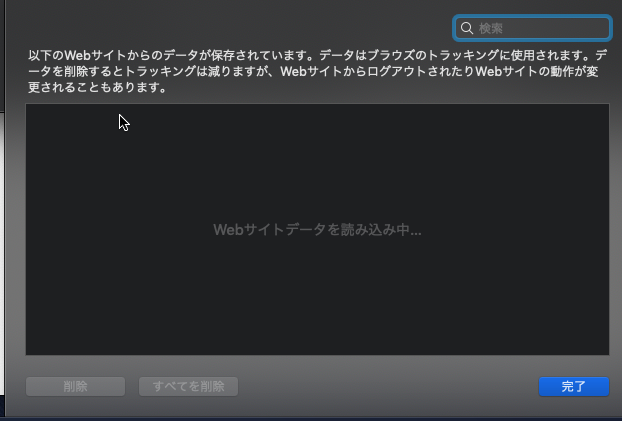 検索
以下のWebサイトからのデータが保存されています。データはブラウズのトラッキングに使用されます。デ
ータを削除するとトラッキングは減りますが、WebサイトからログアウトされたりWebサイトの動作が変
更されることもあります。
Webサイトデータを読み込み中...
削除 すべてを削除 完了